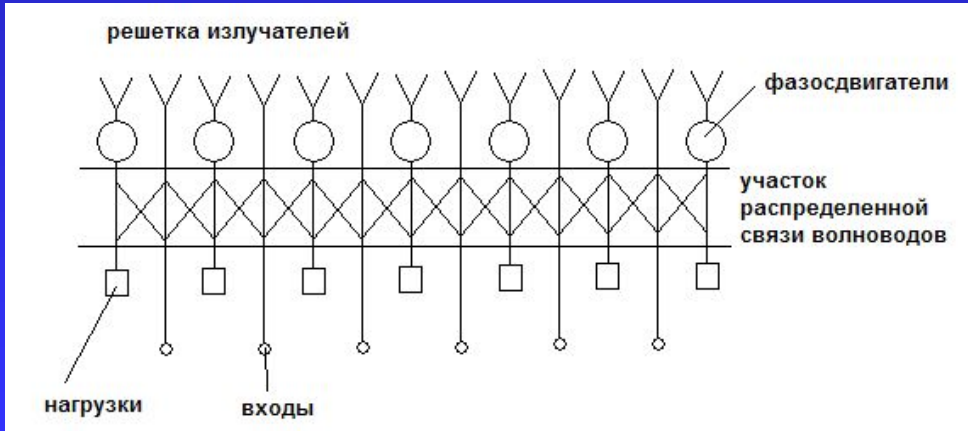 решетка излучателей
фазосдвигатели
участок
распределенной
связи волноводов
нагрузки
входы